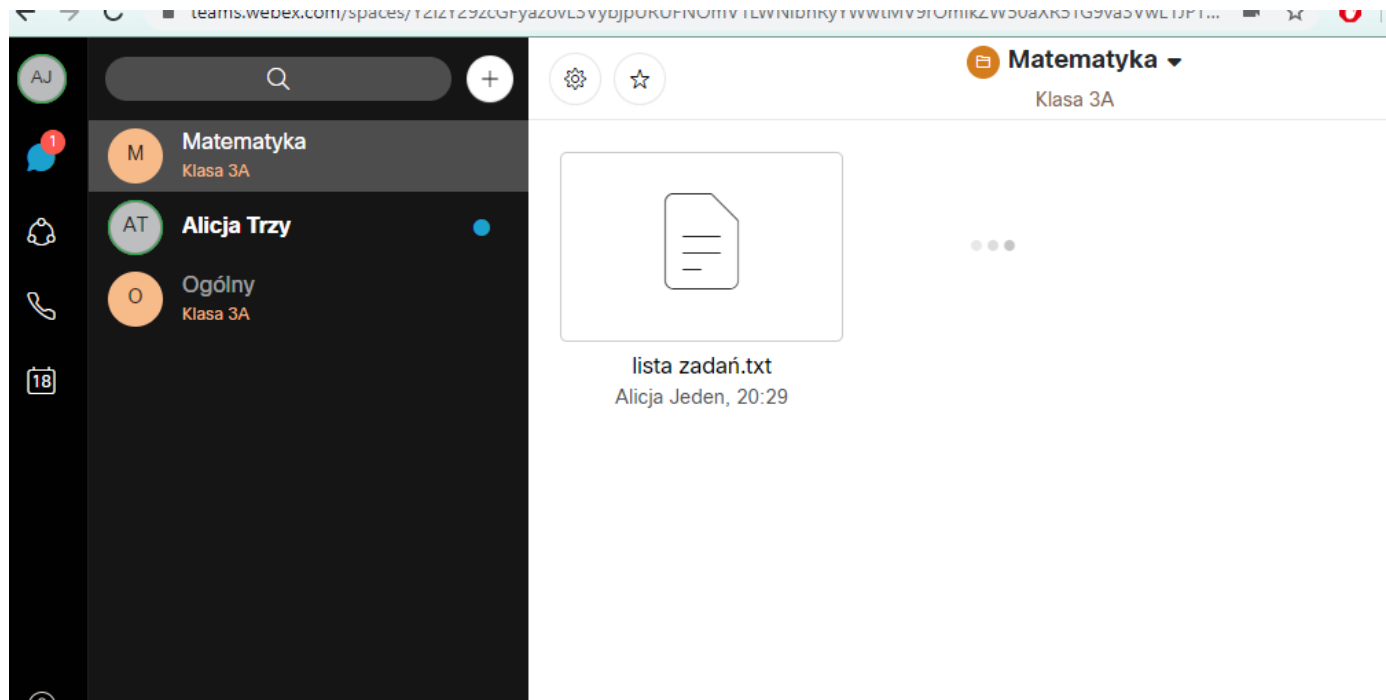 AJ
1
18
M
Matematyka
Klasa 3A
AT
Alicja Trzy
O
Ogólny
Klasa 3A
Matematyka
Klasa 3A
lista zadań.txt
Alicja Jeden, 20:29